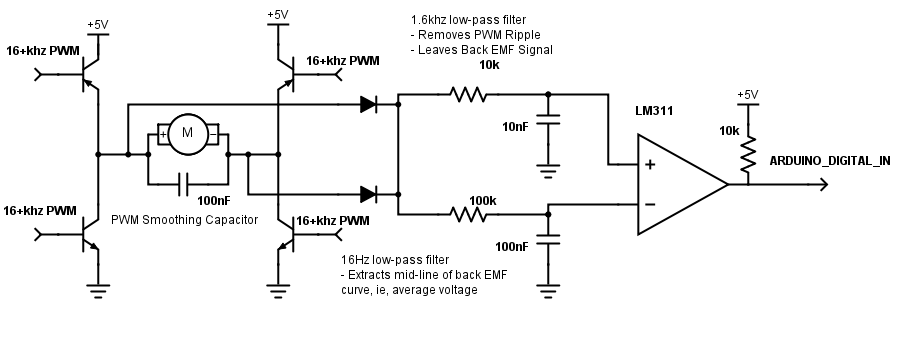 1.6khz low-pass filter
- Removes PWM Ripple
- Leaves Back EMF Signal
+5V
+5V
16+khz PWM
16+khz PWM
10k
+5V
LM311
10k
10nF
M
+
−
+
ARDUINO_DIGITAL_IN
100nF
100k
−
16+khz PWM
PWM Smoothing Capacitor
16+khz PWM
100nF
16Hz low-pass filter
- Extracts mid-line of back EMF
curve, ie, average voltage